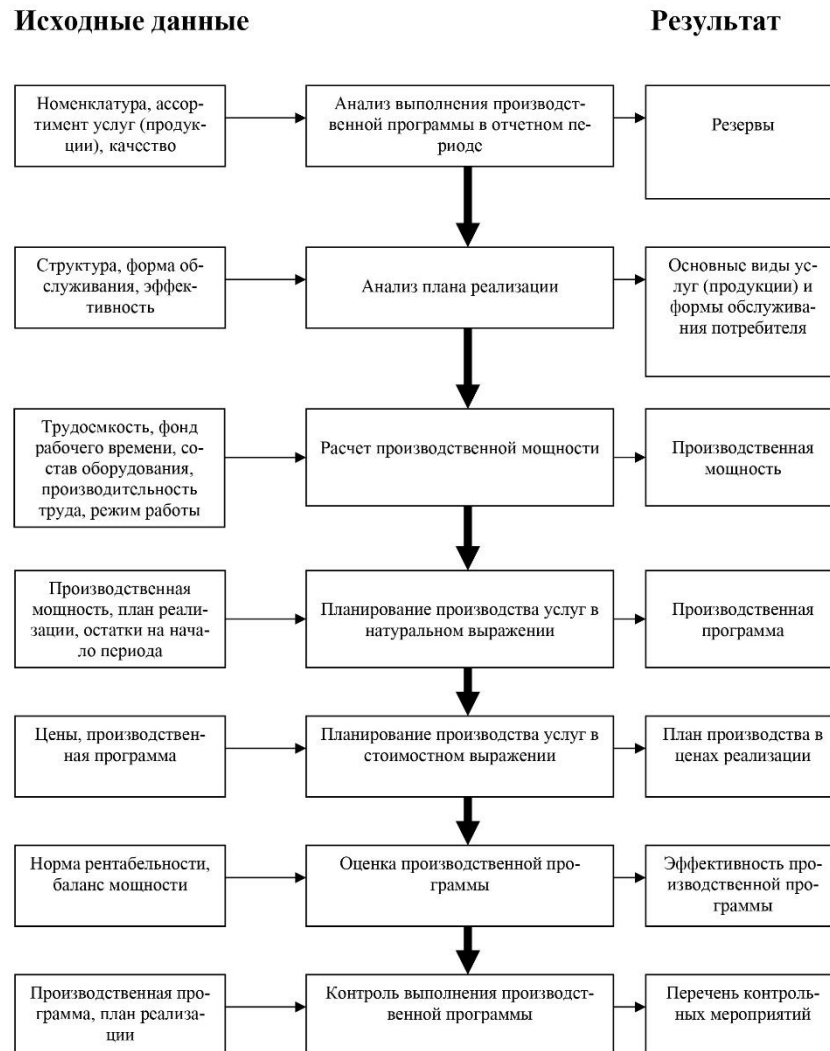 Исходные данные
Результат
Номенклатура, ассор-
тимент услуг (продук-
ции), качество
Анализ выполнения производст-
венной программы в отчетном пе-
риоде
Резервы
Структура, форма об-
служивания, эффек-
тивность
Анализ плана реализации
Основные виды ус-
луг (продукции) и
формы обслужива-
ния потребителя
Трудоемкость, фонд
рабочего времени, со-
став оборудования,
производительность
труда, режим работы
Расчет производственной мощности
Производственная
мощность
Производственная
мощность, план реали-
зации, остатки на нача-
ло периода
Планирование производства услуг в
натуральном выражении
Производственная
программа
Цены, производствен-
ная программа
Планирование производства услуг в
стоимостном выражении
План производства в
ценах реализации
Норма рентабельности,
баланс мощности
Оценка производственной про-
граммы
Эффективность про-
изводственной про-
граммы
Производственная про-
грамма, план реализа-
ции
Контроль выполнения производст-
венной программы
Перечень контроль-
ных мероприятий